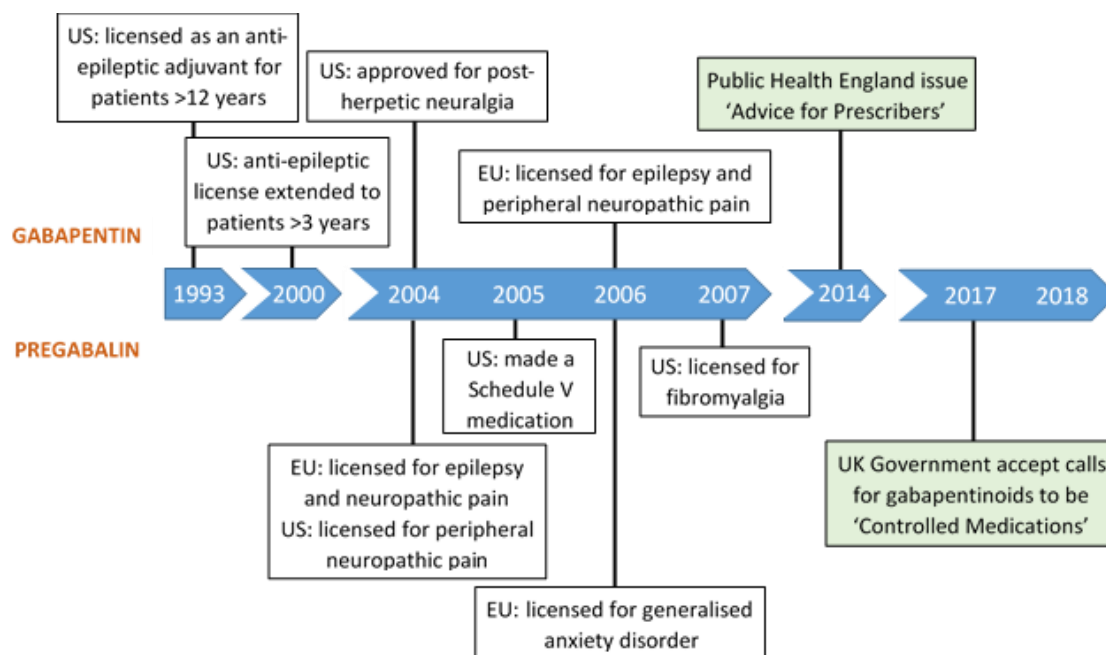 US: licensed as an anti-
epileptic adjuvant for
patients >12 years
US: approved for post-
herpetic neuralgia
Public Health England issue
‘Advice for Prescribers’
US: anti-epileptic
license extended to
patients >3 years
EU: licensed for epilepsy and
peripheral neuropathic pain
GABAPENTIN
1993
2000
2004
2005
2006
2007
2014
2017
2018
PREGABALIN
US: made a
Schedule V
medication
US: licensed for
fibromyalgia
EU: licensed for epilepsy
and neuropathic pain
US: licensed for peripheral
neuropathic pain
UK Government accept calls
for gabapentinoids to be
‘Controlled Medications’
EU: licensed for generalised
anxiety disorder